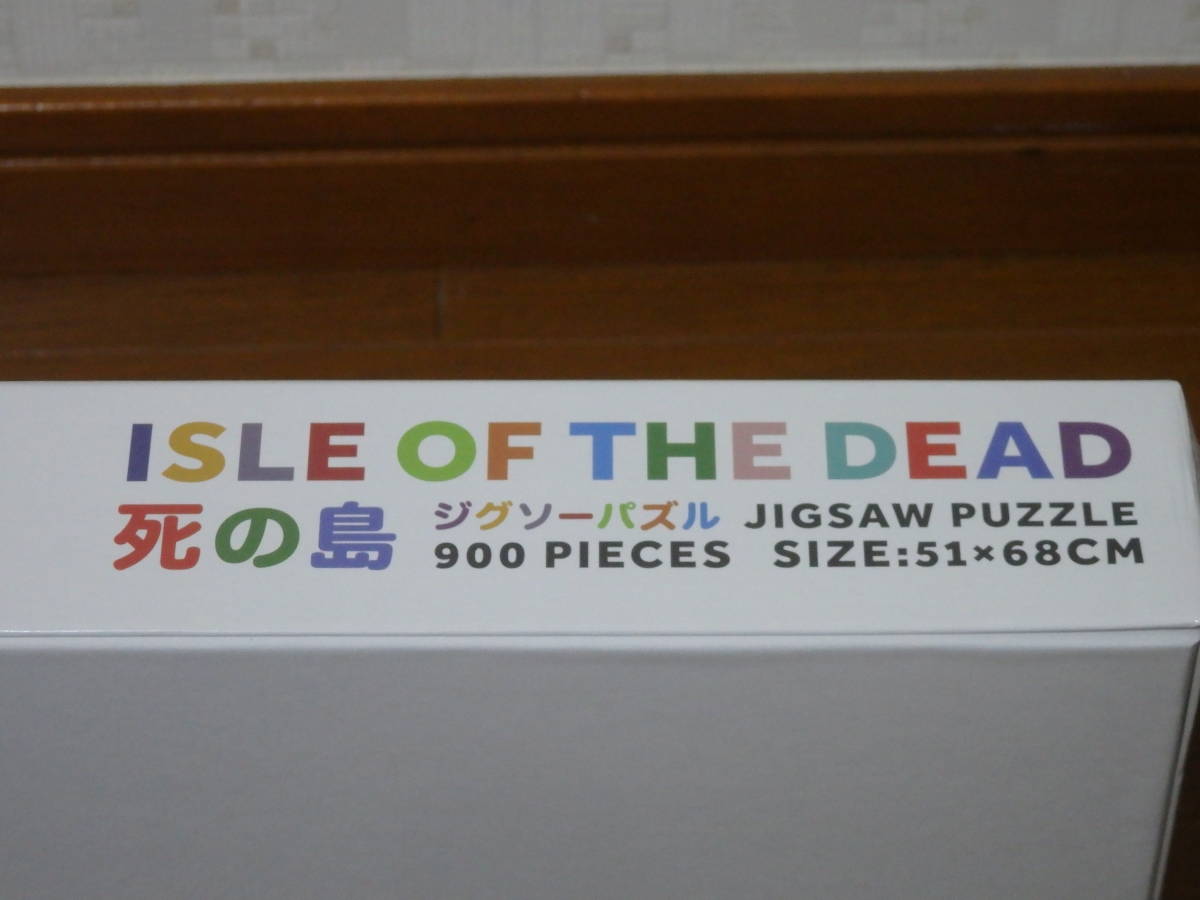 ISLE OF THE DEAD
死の島 ジグソーパズル JIGSAW PUZZLE
900 PIECES SIZE:51×68CM